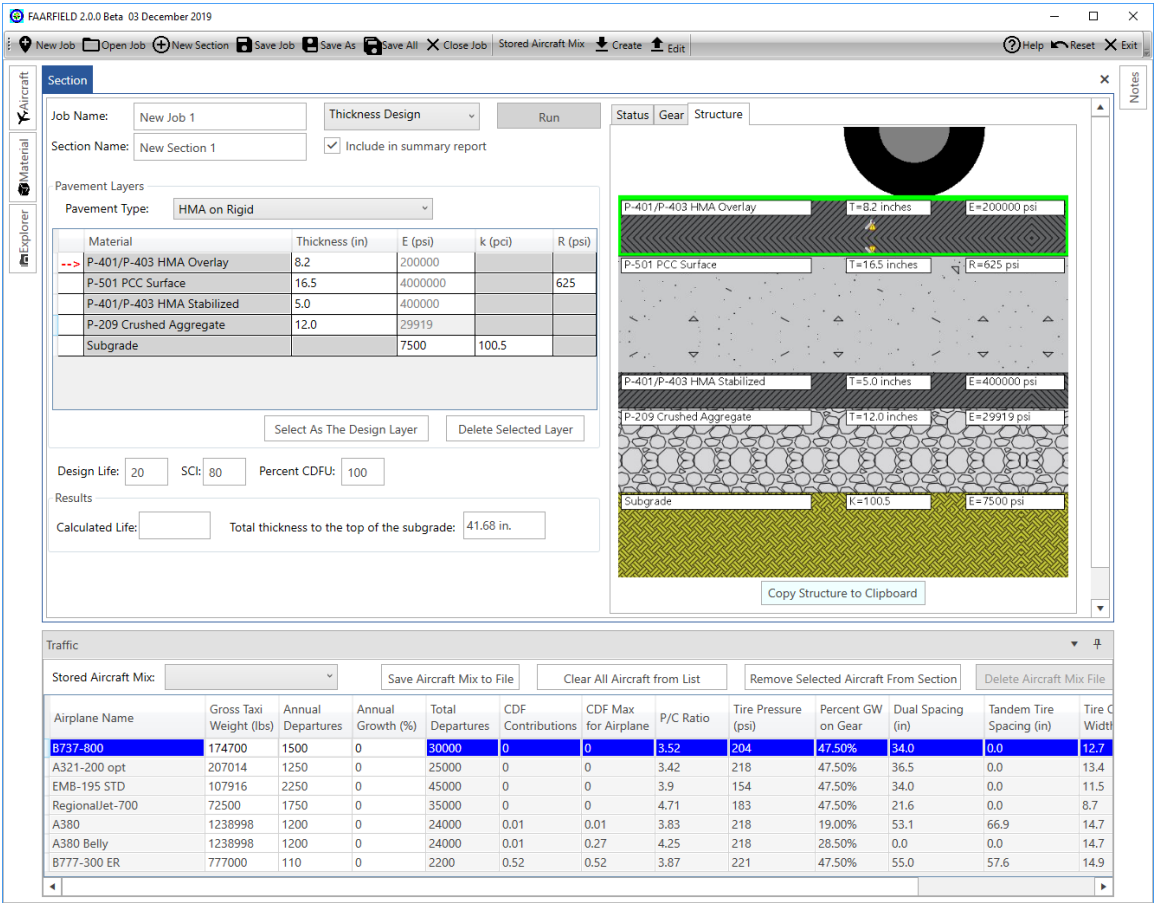 FAARFIELD 2.0.0 Beta 03 December 2019
New Job Open Job New Section Save Job Save As Save All Close Job Stored Aircraft Mix Create Edit Help Reset Exit
Aircraft
Material
Explorer
Notes
Section
Job Name: New Job 1 Thickness Design Run
Section Name: New Section 1 Include in summary report
Pavement Layers
Pavement Type: HMA on Rigid
Material Thickness (in) E (psi) k (pci) R (psi)
--> P-401/P-403 HMA Overlay 8.2 200000
P-501 PCC Surface 16.5 4000000 625
P-401/P-403 HMA Stabilized 5.0 400000
P-209 Crushed Aggregate 12.0 29919
Subgrade 7500 100.5
Select As The Design Layer Delete Selected Layer
Design Life: 20 SCI: 80 Percent CDFU: 100
Results
Calculated Life: Total thickness to the top of the subgrade: 41.68 in.
Status Gear Structure
P-401/P-403 HMA Overlay T=8.2 inches E=200000 psi
P-501 PCC Surface T=16.5 inches R=625 psi
P-401/P-403 HMA Stabilized T=5.0 inches E=400000 psi
P-209 Crushed Aggregate T=12.0 inches E=29919 psi
Subgrade K=100.5 E=7500 psi
Copy Structure to Clipboard
Traffic
Stored Aircraft Mix: Save Aircraft Mix to File Clear All Aircraft from List Remove Selected Aircraft From Section Delete Aircraft Mix File
Airplane Name Gross Taxi Weight (lbs) Annual Departures Annual Growth (%) Total Departures CDF Contributions CDF Max for Airplane P/C Ratio Tire Pressure (psi) Percent GW on Gear Dual Spacing (in) Tandem Tire Spacing (in) Tire
B737-800 174700 1500 0 30000 0 0 3.52 204 47.50% 34.0 0.0 12.7
A321-200 opt 207014 1250 0 25000 0 0 3.42 218 47.50% 36.5 0.0 13.4
EMB-195 STD 107916 2250 0 45000 0 0 3.9 154 47.50% 34.0 0.0 11.5
RegionalJet-700 72500 1750 0 35000 0 0 4.71 183 47.50% 21.6 0.0 8.7
A380 1238998 1200 0 24000 0.01 0.01 3.83 218 19.00% 53.1 66.9 14.7
A380 Belly 1238998 1200 0 24000 0.01 0.27 4.25 218 28.50% 0.0 0.0 14.7
B777-300 ER 777000 110 0 2200 0.52 0.52 3.87 221 47.50% 55.0 57.6 14.9